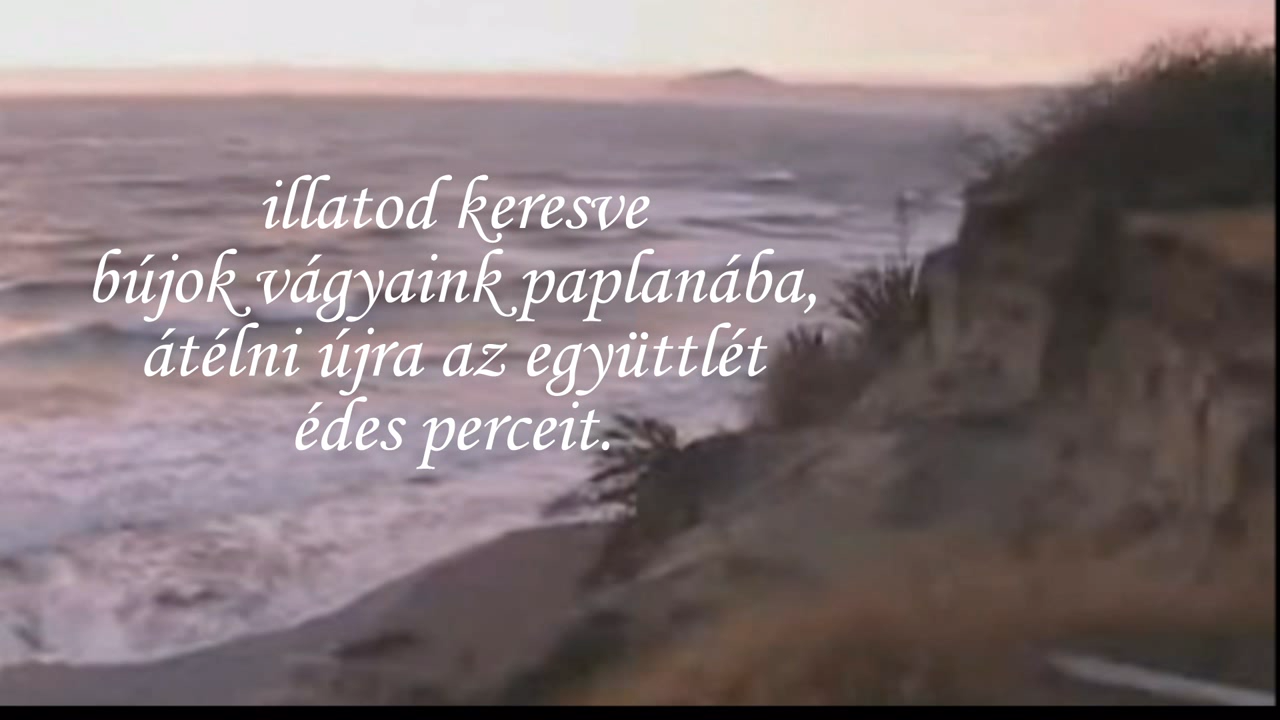 illatod keresve
bújok vágyaink paplanába,
átélni újra az együttlét
édes perceit.